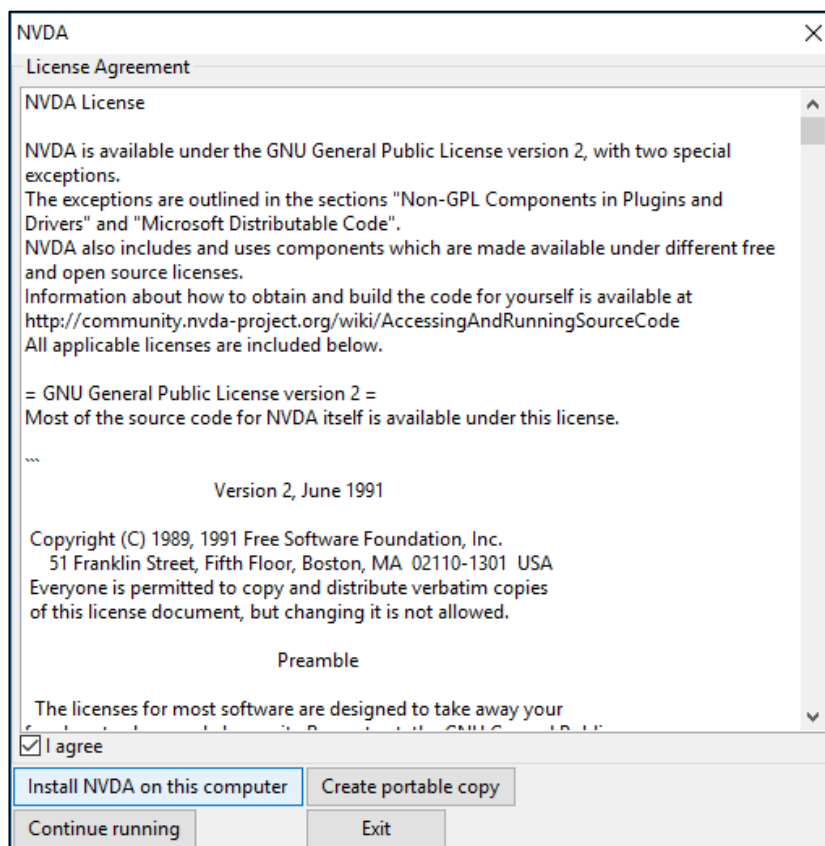 NVDA
License Agreement
NVDA License
NVDA is available under the GNU General Public License version 2, with two special
exceptions.
The exceptions are outlined in the sections "Non-GPL Components in Plugins and
Drivers" and "Microsoft Distributable Code".
NVDA also includes and uses components which are made available under different free
and open source licenses.
Information about how to obtain and build the code for yourself is available at
http://community.nvda-project.org/wiki/AccessingAndRunningSourceCode
All applicable licenses are included below.
= GNU General Public License version 2 =
Most of the source code for NVDA itself is available under this license.
```
Version 2, June 1991
Copyright (C) 1989, 1991 Free Software Foundation, Inc.
51 Franklin Street, Fifth Floor, Boston, MA  02110-1301  USA
Everyone is permitted to copy and distribute verbatim copies
of this license document, but changing it is not allowed.
Preamble
The licenses for most software are designed to take away your
I agree
Install NVDA on this computer
Create portable copy
Continue running
Exit